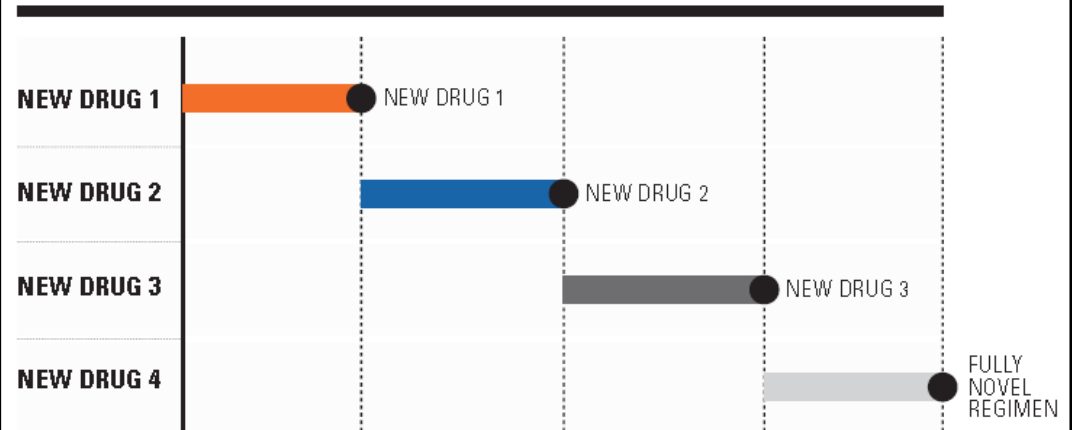 NEW DRUG 1
NEW DRUG 1
NEW DRUG 2
NEW DRUG 2
NEW DRUG 3
NEW DRUG 3
NEW DRUG 4
FULLY
NOVEL
REGIMEN